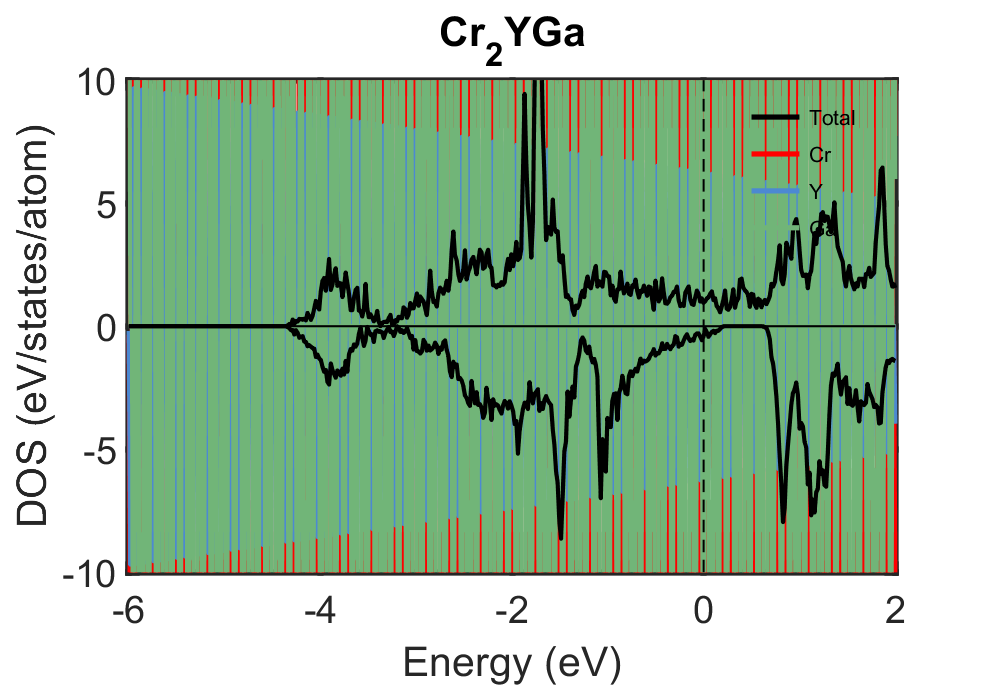 Cr2YGa
DOS (eV/states/atom)
10
5
0
-5
-10
-6
-4
-2
0
2
Energy (eV)
Total
Cr
Y
Ga